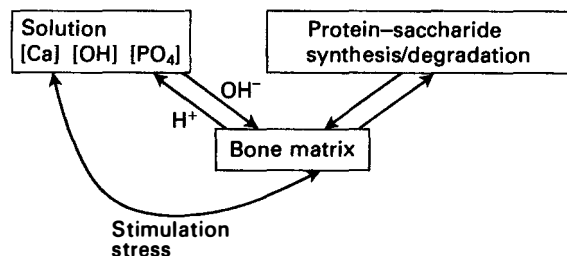 Solution
[Ca] [OH] [PO₄]
Protein–saccharide
synthesis/degradation
OH⁻
H⁺
Bone matrix
Stimulation
stress